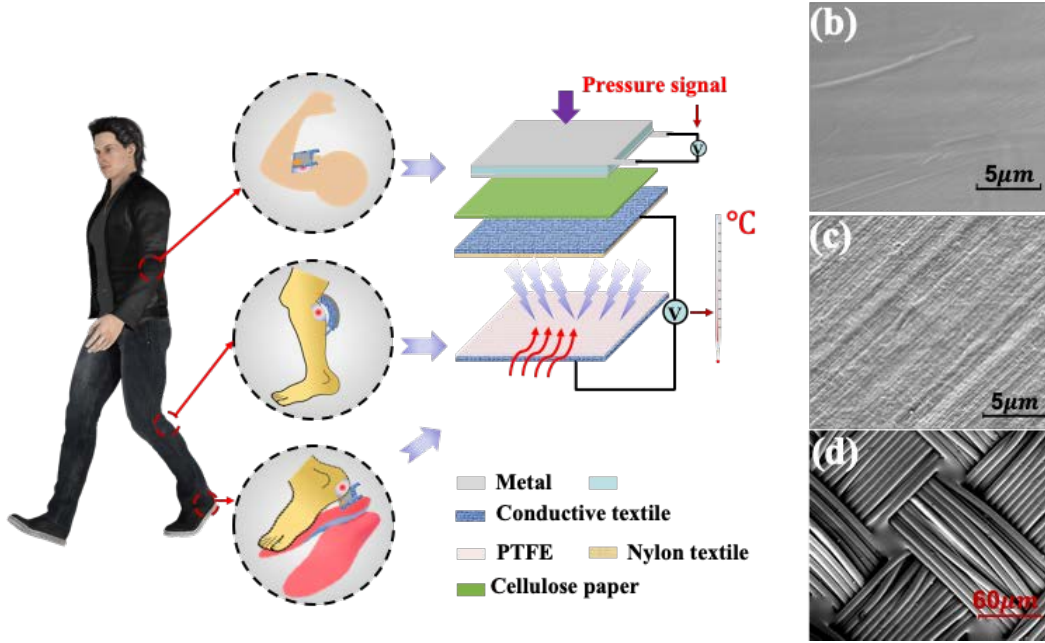 Pressure signal
V
°C
V
Metal
Conductive textile
PTFE Nylon textile
Cellulose paper
(b)
5μm
(c)
5μm
(d)
60μm